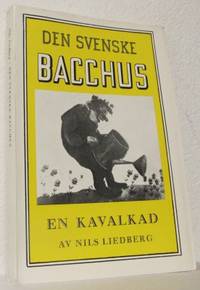 DEN SVENSKE
BACCHUS
EN KAVALKAD
AV NILS LIEDBERG